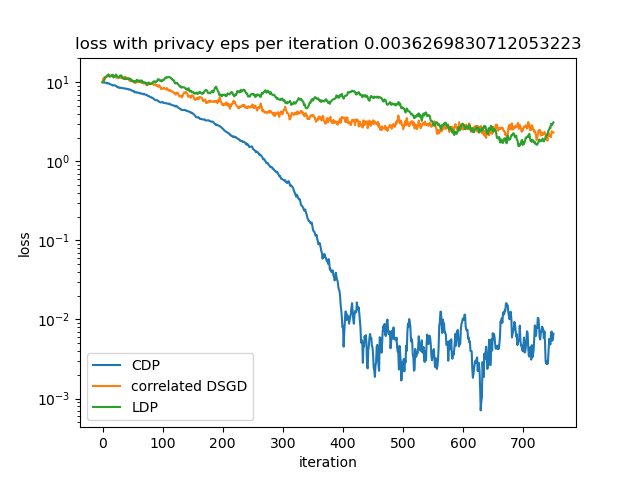 loss with privacy eps per iteration 0.0036269830712053223
10¹
10⁰
10⁻¹
10⁻²
10⁻³
loss
CDP
correlated DSGD
LDP
0 100 200 300 400 500 600 700
iteration